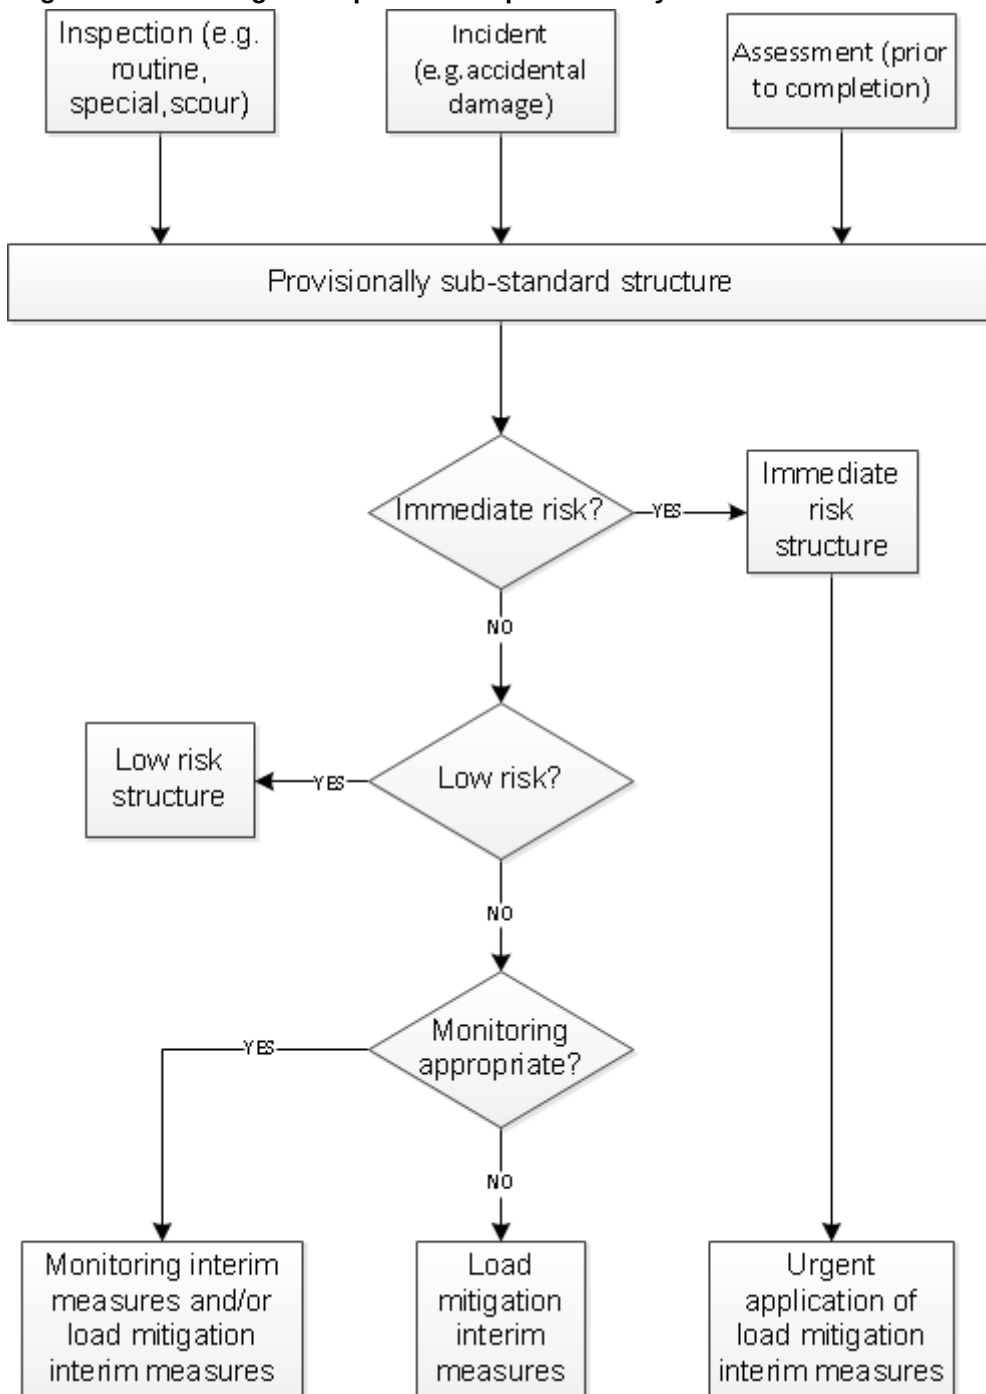 Inspection (e.g.
routine,
special, scour)
Incident
(e.g. accidental
damage)
Assessment (prior
to completion)
Provisionally sub-standard structure
Immediate risk?
YES
Immediate
risk
structure
NO
Low risk
structure
YES
Low risk?
NO
Monitoring
appropriate?
YES
NO
Monitoring interim
measures and/or
load mitigation
interim measures
Load
mitigation
interim
measures
Urgent
application of
load mitigation
interim measures